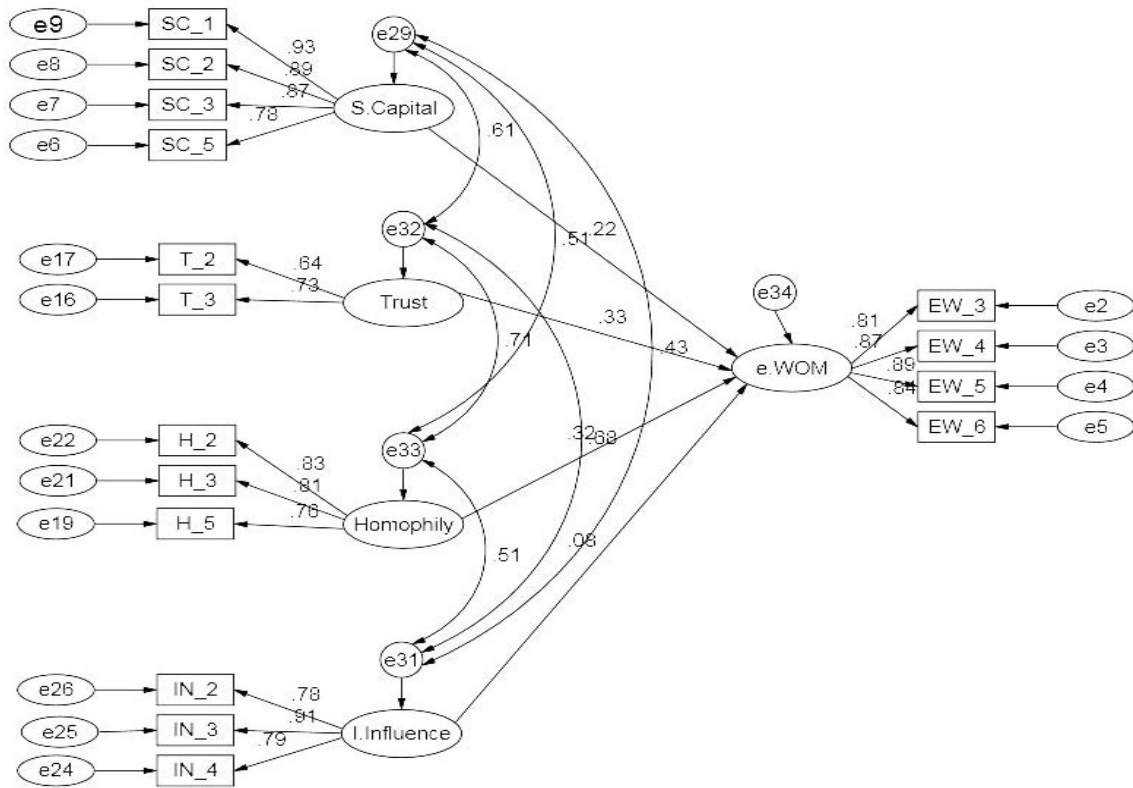 e9
SC_1
e8
SC_2
e7
SC_3
e6
SC_5
.93
.89
.87
.78
e29
S.Capital
.61
.22
.51
e32
e17
T_2
e16
T_3
.64
.73
Trust
.33
.43
.71
e34
e.WOM
.81
.87
.89
.84
EW_3
e2
EW_4
e3
EW_5
e4
EW_6
e5
e33
e22
H_2
e21
H_3
e19
H_5
.83
.81
Homophily
.32
.51
.08
e31
e26
IN_2
e25
IN_3
e24
IN_4
.78
.91
.79
I.Influence